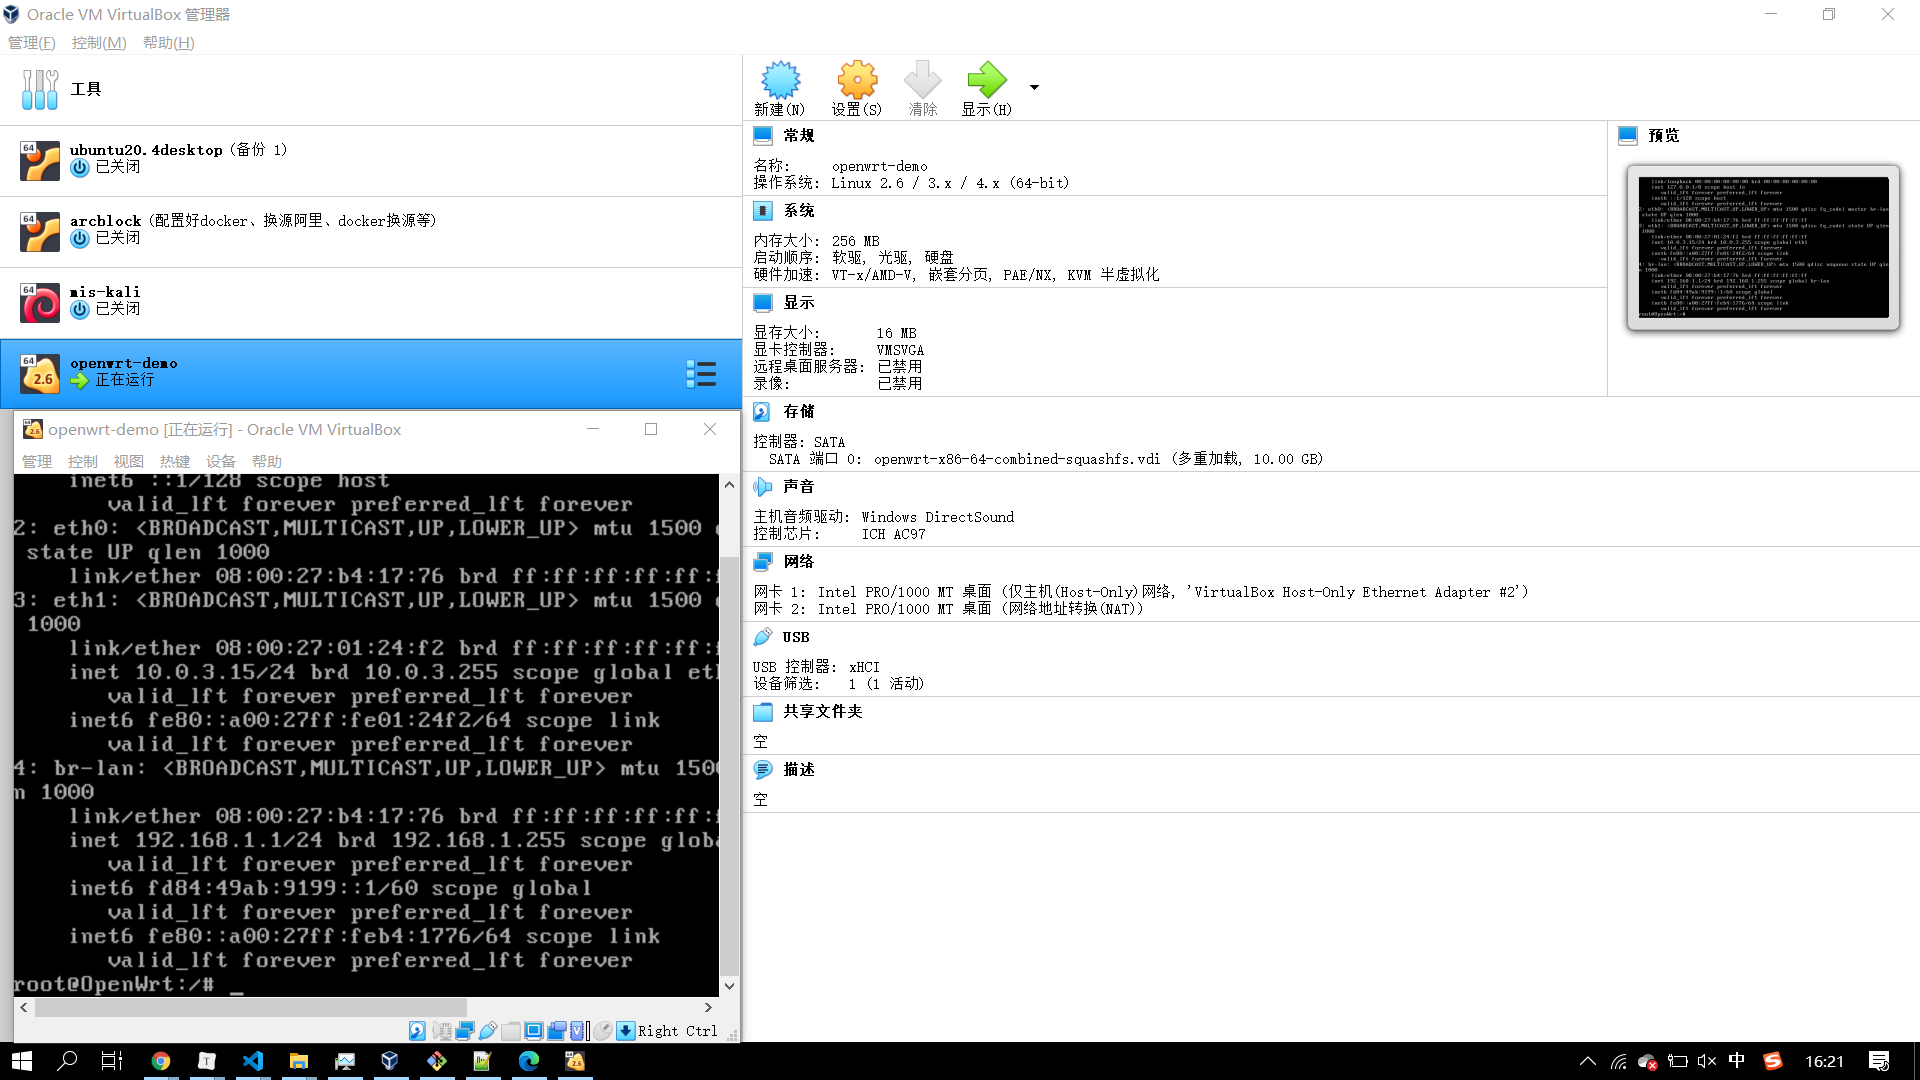 Oracle VM VirtualBox 管理器
管理(F) 控制(M) 帮助(H)
工具
64
ubuntu20.4desktop (备份 1)
已关闭
64
archlock (配置好docker、换源阿里、docker换源等)
已关闭
64
mis-kali
已关闭
64
2.6
openwrt-demo
正在运行
openwrt-demo [正在运行] - Oracle VM VirtualBox
管理 控制 视图 热键 设备 帮助
inet6 ::1/128 scope host
valid_lft forever preferred_lft forever
2: eth0: <BROADCAST,MULTICAST,UP,LOWER_UP> mtu 1500
state UP qlen 1000
link/ether 08:00:27:b4:17:76 brd ff:ff:ff:ff:ff:
3: eth1: <BROADCAST,MULTICAST,UP,LOWER_UP> mtu 1500
1000
link/ether 08:00:27:01:24:f2 brd ff:ff:ff:ff:ff:
inet 10.0.3.15/24 brd 10.0.3.255 scope global et
valid_lft forever preferred_lft forever
inet6 fe80::a00:27ff:fe01:24f2/64 scope link
valid_lft forever preferred_lft forever
4: br-lan: <BROADCAST,MULTICAST,UP,LOWER_UP> mtu 150
n 1000
link/ether 08:00:27:b4:17:76 brd ff:ff:ff:ff:ff:
inet 192.168.1.1/24 brd 192.168.1.255 scope glob
valid_lft forever preferred_lft forever
inet6 fd84:49ab:9199::1/60 scope global
valid_lft forever preferred_lft forever
inet6 fe80::a00:27ff:feb4:1776/64 scope link
valid_lft forever preferred_lft forever
root@OpenWrt:/# _
Right Ctrl
新建(N) 设置(S) 清除 显示(H)
常规
名称: openwrt-demo
操作系统: Linux 2.6 / 3.x / 4.x (64-bit)
系统
内存大小: 256 MB
启动顺序: 软驱, 光驱, 硬盘
硬件加速: VT-x/AMD-V, 嵌套分页, PAE/NX, KVM 半虚拟化
显示
显存大小: 16 MB
显卡控制器: VMSVGA
远程桌面服务器: 已禁用
录像: 已禁用
存储
控制器: SATA
SATA 端口 0: openwrt-x86-64-combined-squashfs.vdi (多重加载, 10.00 GB)
声音
主机音频驱动: Windows DirectSound
控制芯片: ICH AC97
网络
网卡 1: Intel PRO/1000 MT 桌面 (仅主机(Host-Only)网络, 'VirtualBox Host-Only Ethernet Adapter #2')
网卡 2: Intel PRO/1000 MT 桌面 (网络地址转换(NAT))
USB
USB 控制器: xHCI
设备筛选: 1 (1 活动)
共享文件夹
空
描述
空
预览
中
16:21